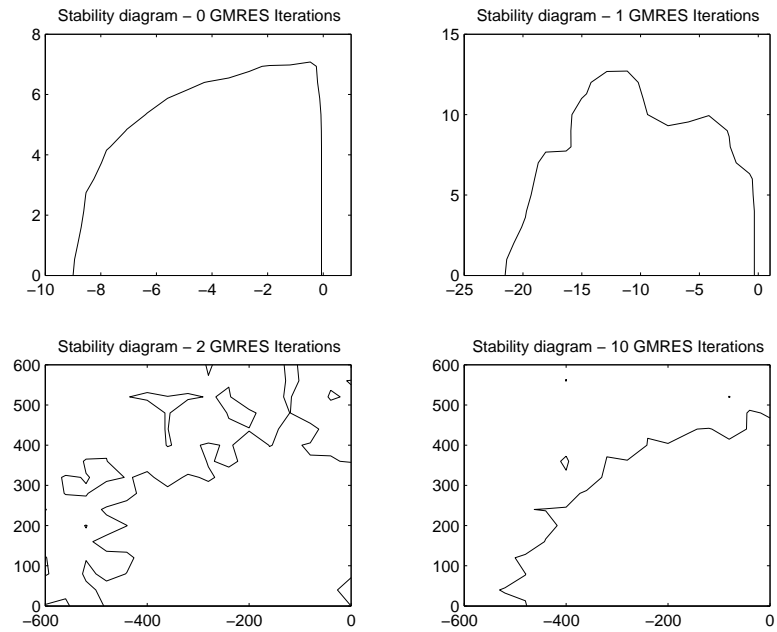 Stability diagram – 0 GMRES Iterations
8
6
4
2
0
−10 −8 −6 −4 −2 0
Stability diagram – 1 GMRES Iterations
15
10
5
0
−25 −20 −15 −10 −5 0
Stability diagram – 2 GMRES Iterations
600
500
400
300
200
100
0
−600 −400 −200 0
Stability diagram – 10 GMRES Iterations
600
500
400
300
200
100
0
−600 −400 −200 0